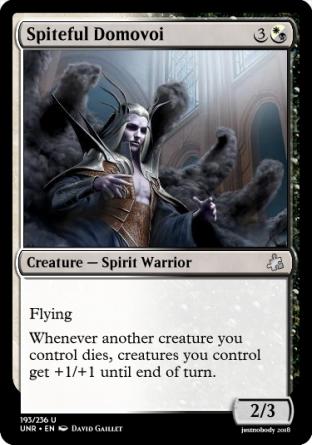 Spiteful Domovoi 3
Creature — Spirit Warrior
Flying
Whenever another creature you
control dies, creatures you control
get +1/+1 until end of turn.
2/3
193/236 U
UNR • EN DAVID GAILLET
justnobody 2018